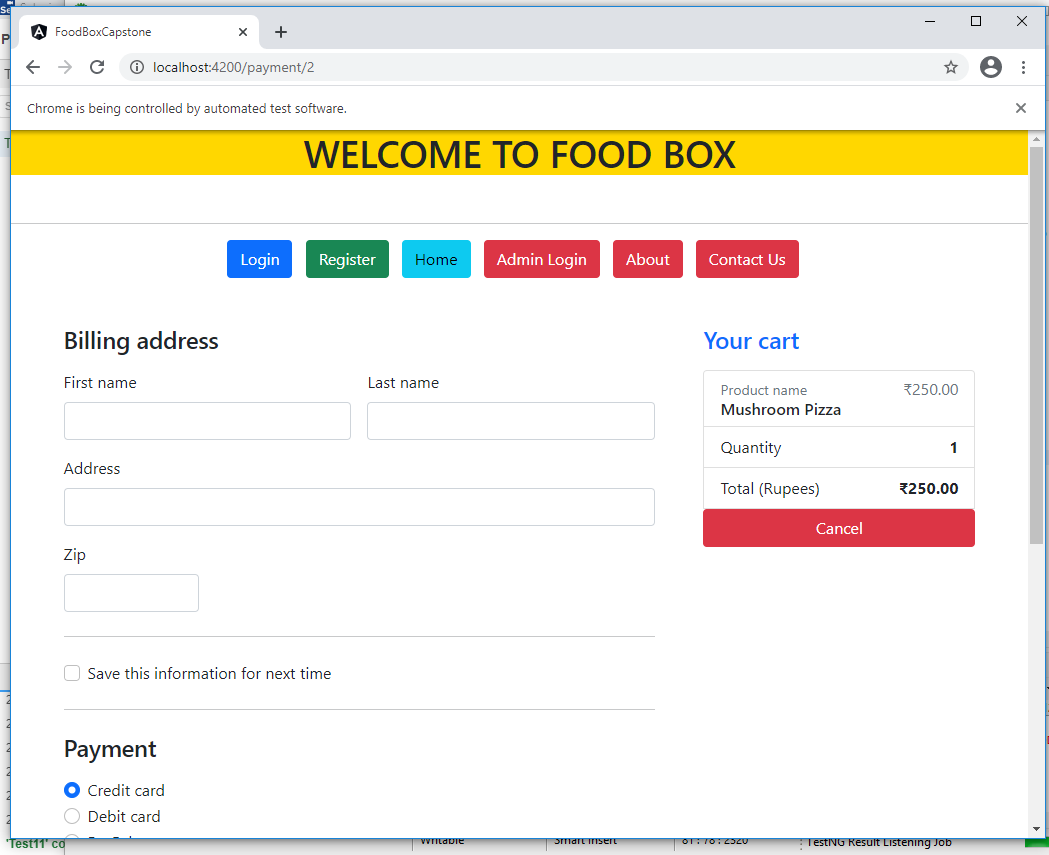 FoodBoxCapstone
localhost:4200/payment/2
Chrome is being controlled by automated test software.
WELCOME TO FOOD BOX
Login Register Home Admin Login About Contact Us
Billing address
Your cart
First name Last name
Product name ₹250.00
Mushroom Pizza
Quantity 1
Address
Total (Rupees) ₹250.00
Cancel
Zip
Save this information for next time
Payment
Credit card
Debit card
'Test11' co
Writable Smart Insert 81 : 78 : 2520 TestNG Result Listening Job